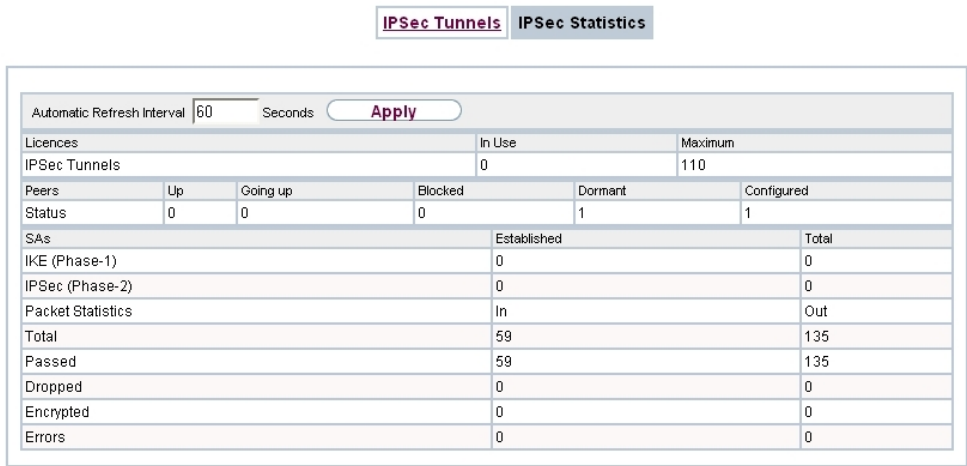 IPSec Tunnels IPSec Statistics
Automatic Refresh Interval 60 Seconds Apply
Licences In Use Maximum
IPSec Tunnels 0 110
Peers Up Going up Blocked Dormant Configured
Status 0 0 0 1 1
SAs Established Total
IKE (Phase-1) 0 0
IPSec (Phase-2) 0 0
Packet Statistics In Out
Total 59 135
Passed 59 135
Dropped 0 0
Encrypted 0 0
Errors 0 0